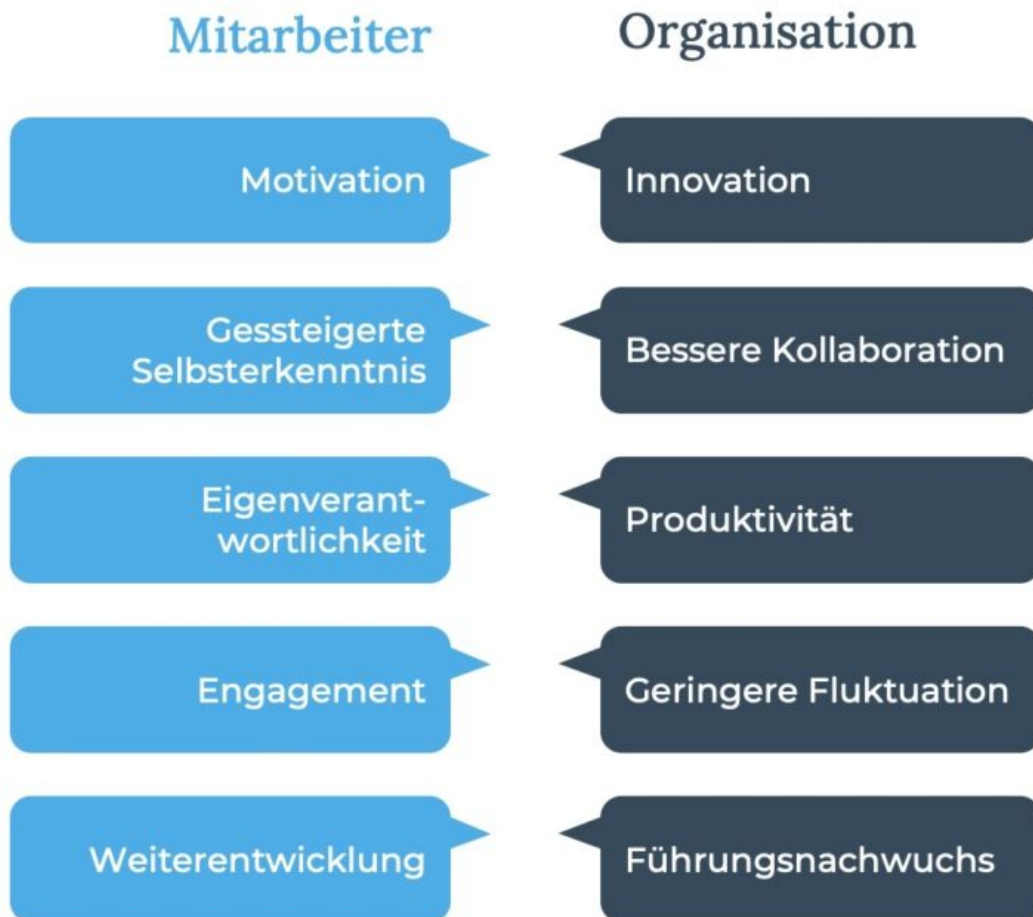 Mitarbeiter
Organisation
Motivation
Innovation
Gessteigerte
Selbsterkenntnis
Bessere Kollaboration
Eigenverant-
wortlichkeit
Produktivität
Engagement
Geringere Fluktuation
Weiterentwicklung
Führungsnachwuchs